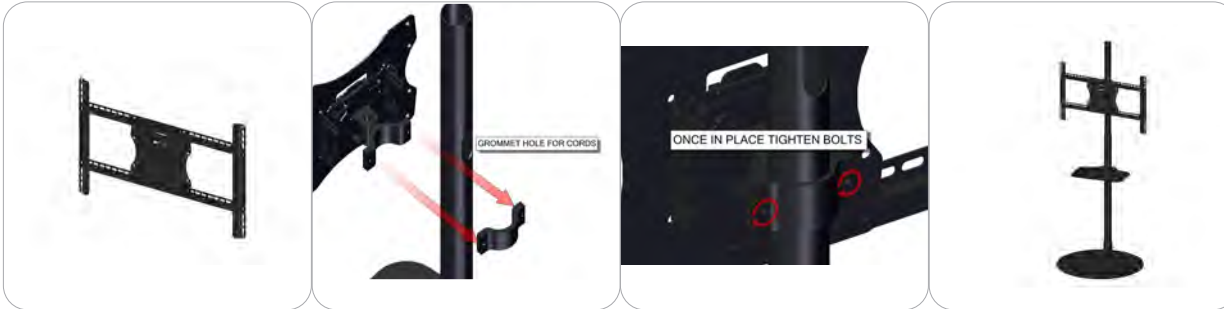 GROMMET HOLE FOR CORDS
ONCE IN PLACE TIGHTEN BOLTS